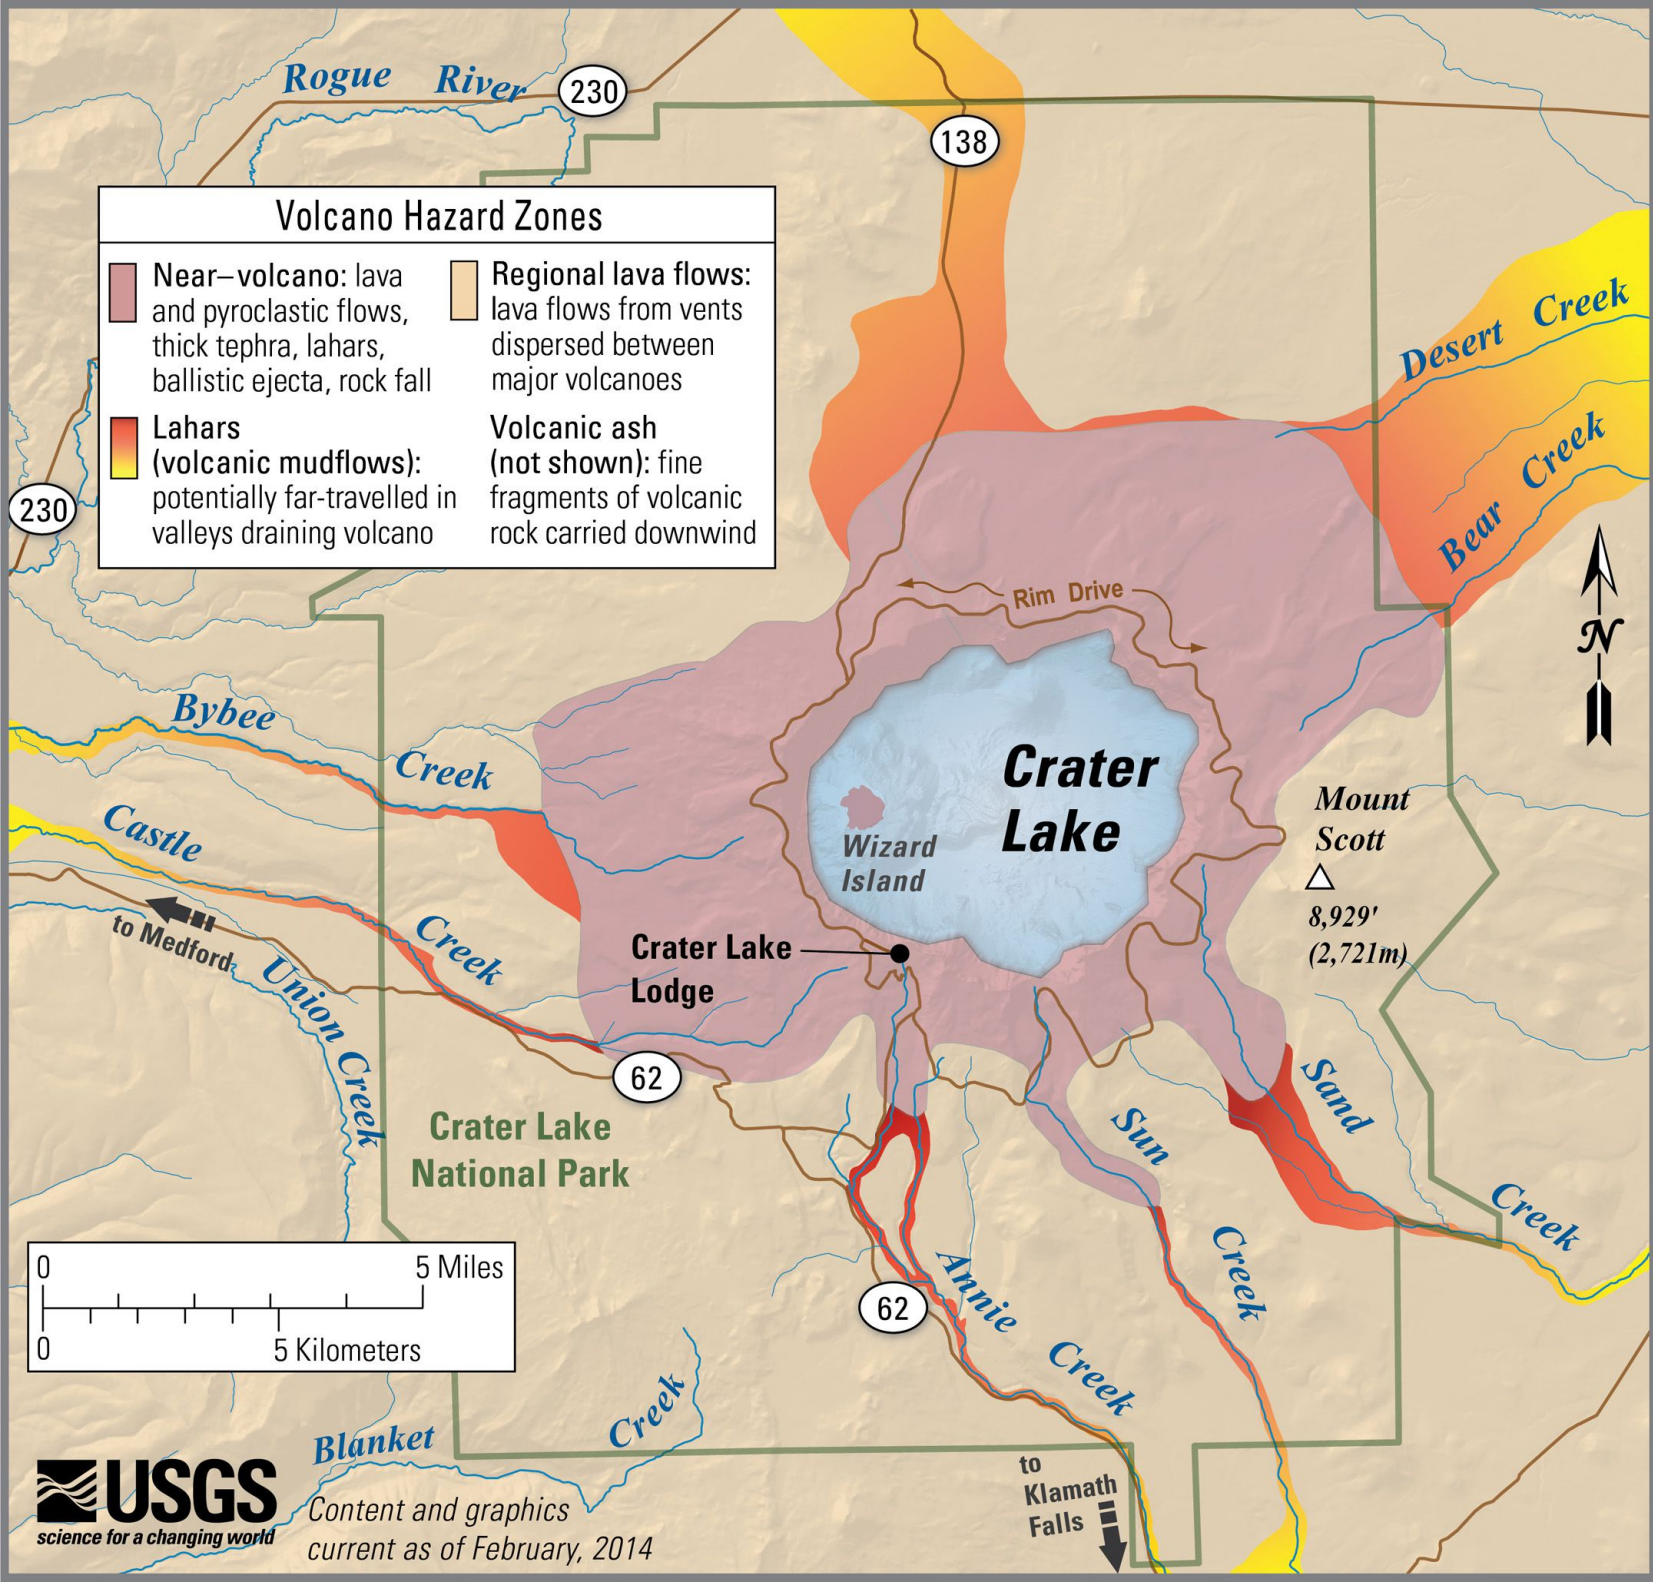 Rogue River
230
138
Volcano Hazard Zones
Near–volcano: lava
and pyroclastic flows,
thick tephra, lahars,
ballistic ejecta, rock fall
Lahars
(volcanic mudflows):
potentially far-travelled in
valleys draining volcano
Regional lava flows:
lava flows from vents
dispersed between
major volcanoes
Volcanic ash
(not shown): fine
fragments of volcanic
rock carried downwind
230
Desert Creek
Bear Creek
N
Rim Drive
Bybee Creek
Castle Creek
Crater
Lake
Wizard
Island
Mount
Scott
8,929'
(2,721m)
to Medford
Union Creek
Crater Lake
Lodge
62
Crater Lake
National Park
Sand Creek
Sun Creek
Annie Creek
62
0
5 Miles
0
5 Kilometers
Blanket Creek
to
Klamath
Falls
USGS
science for a changing world
Content and graphics
current as of February, 2014